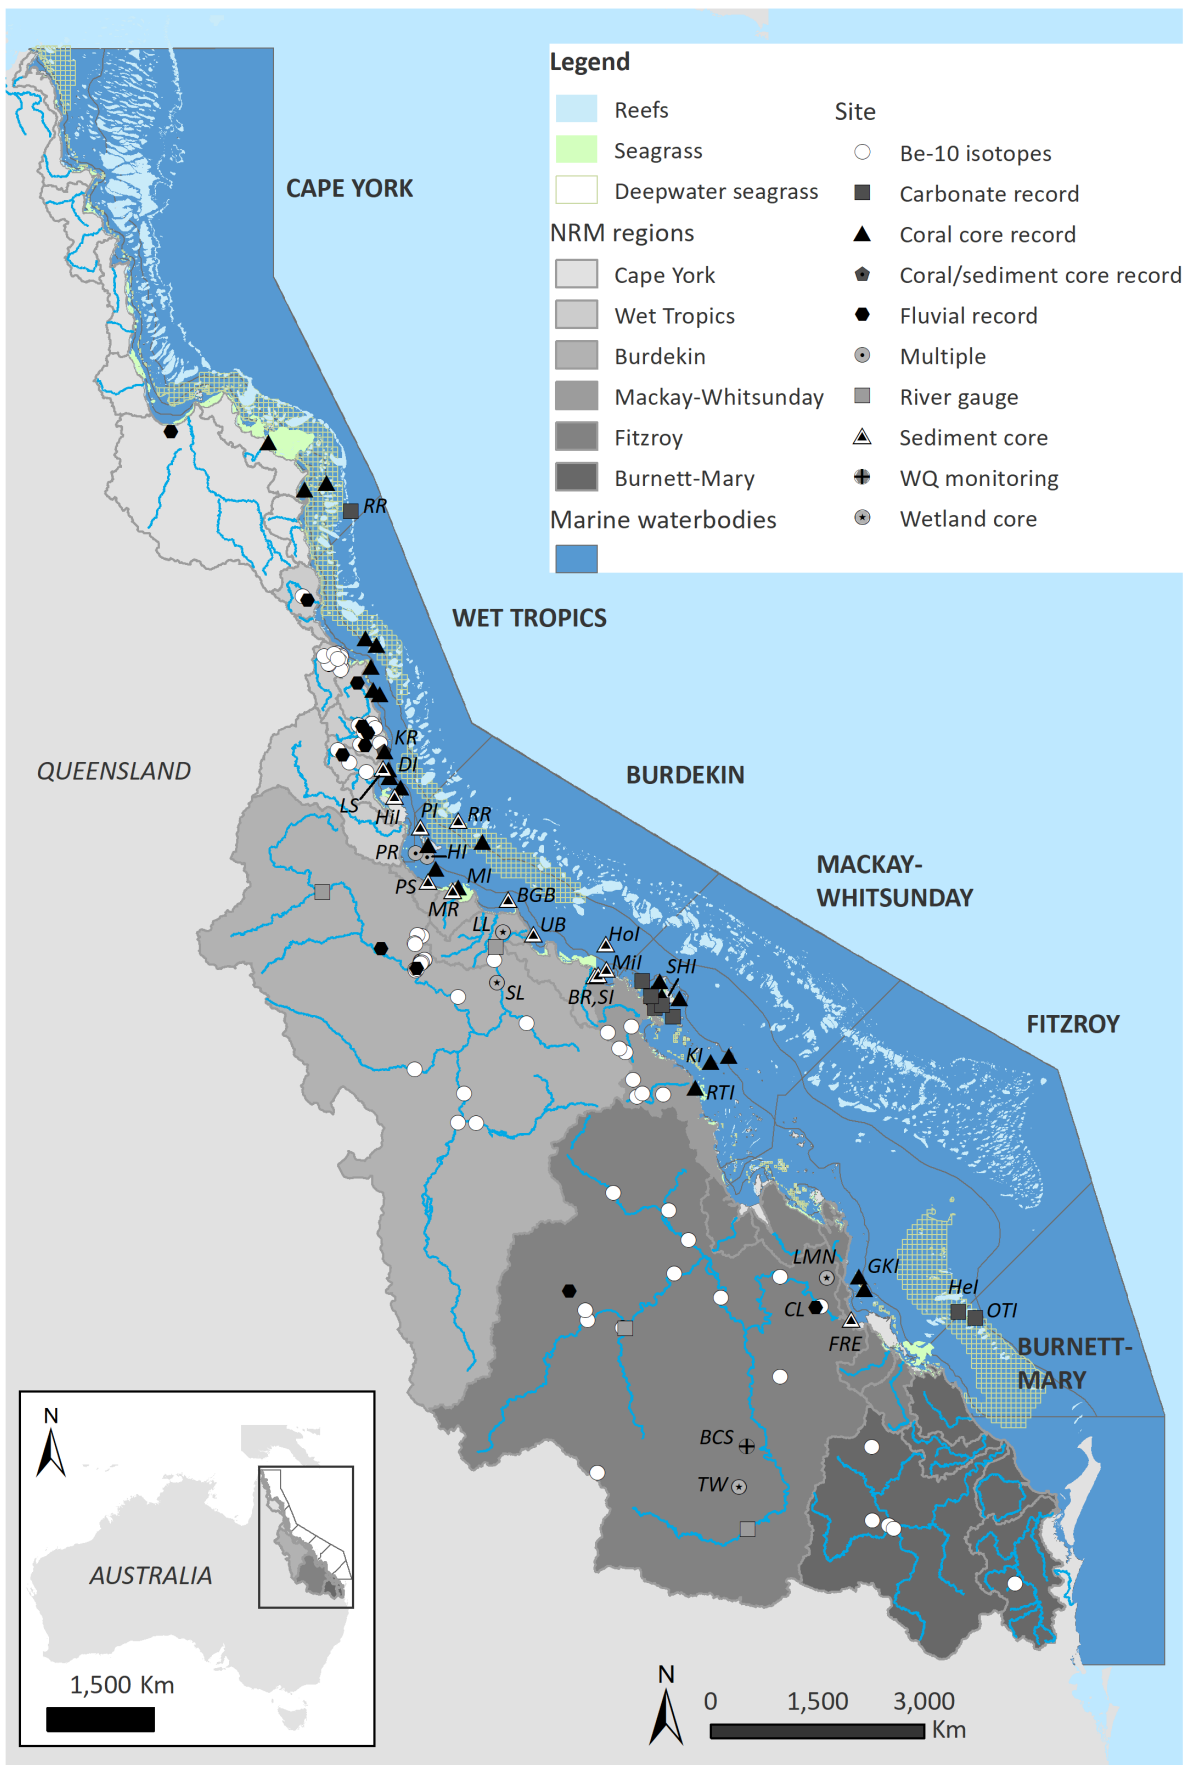 Legend
Reefs
Seagrass
Deepwater seagrass
NRM regions
Cape York
Wet Tropics
Burdekin
Mackay-Whitsunday
Fitzroy
Burnett-Mary
Marine waterbodies
Site
Be-10 isotopes
Carbonate record
Coral core record
Coral/sediment core record
Fluvial record
Multiple
River gauge
Sediment core
WQ monitoring
Wetland core
CAPE YORK
RR
WET TROPICS
QUEENSLAND
KR
DI
LS
HiI
PI
RR
PR
HI
PS
MI
MR
BGB
LL
UB
HoI
MiI
SHI
BR,SI
SL
BURDEKIN
MACKAY-
WHITSUNDAY
FITZROY
KI
RTI
LMN
GKI
HeI
OTI
CL
FRE
BURNETT-
MARY
BCS
TW
N
AUSTRALIA
1,500 Km
N
0 1,500 3,000
Km